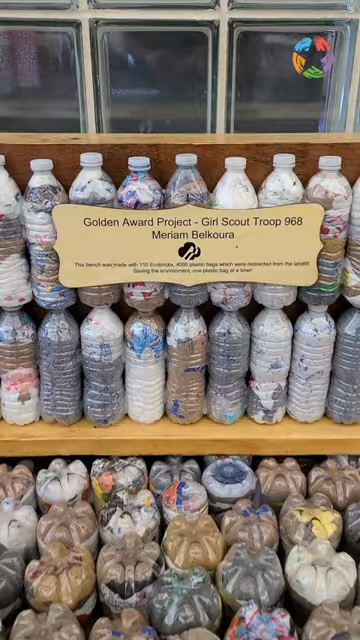 Golden Award Project - Girl Scout Troop 968
Meriam Belkoura
This bench was made with 110 Ecobricks, 4000 plastic bags which were redirected from the landfill
Saving the environment, one plastic bag at a time!